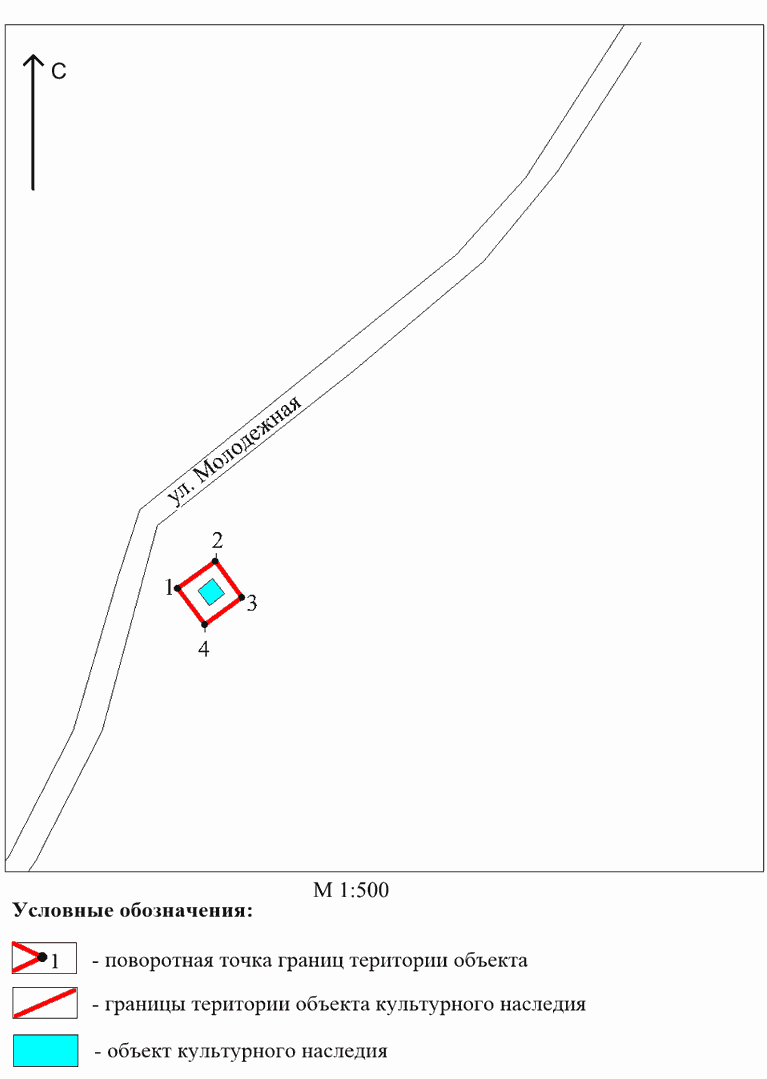 С
ул. Молодежная
2
1
3
4
М 1:500
Условные обозначения:
1 - поворотная точка границ територии объекта
- границы територии объекта культурного наследия
- объект культурного наследия